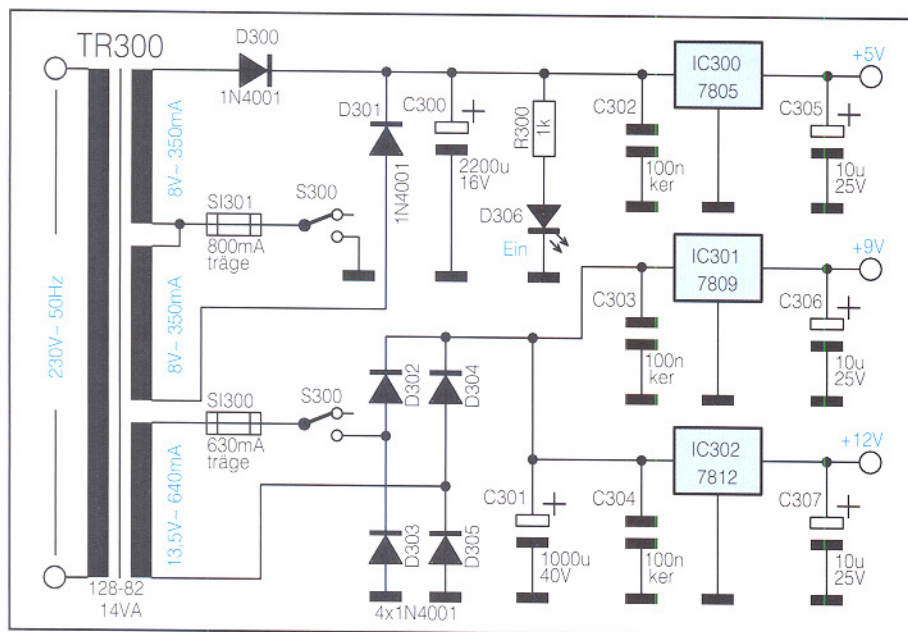 TR300
D300
1N4001
D301
1N4001
C300
+
2200u
16V
R300
1k
D306
Ein
C302
100n
ker
IC300
7805
+5V
C305
+
10u
25V
8V~ 350mA
SI301
800mA
träge
S300
230V~ 50Hz
8V~ 350mA
IC301
7809
+9V
C303
100n
ker
C306
+
10u
25V
D302
D304
SI300
630mA
träge
S300
13,5V~ 640mA
D303
D305
4x1N4001
C301
+
1000u
40V
C304
100n
ker
IC302
7812
+12V
C307
+
10u
25V
128-82
14VA